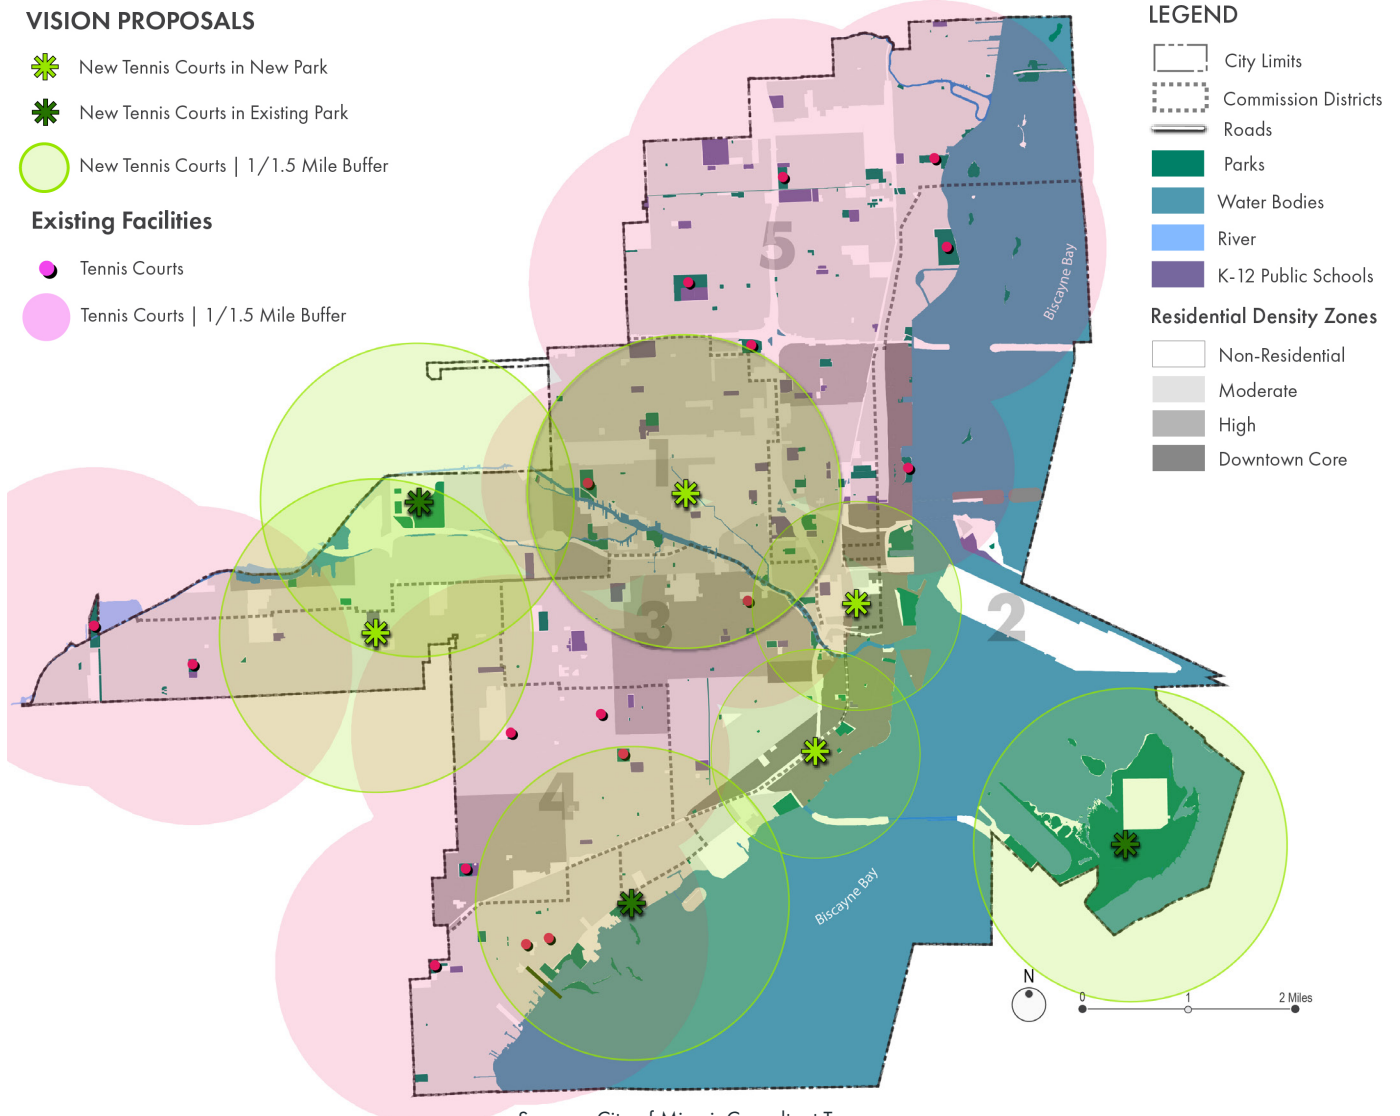 VISION PROPOSALS
New Tennis Courts in New Park
New Tennis Courts in Existing Park
New Tennis Courts | 1/1.5 Mile Buffer
Existing Facilities
Tennis Courts
Tennis Courts | 1/1.5 Mile Buffer
LEGEND
City Limits
Commission Districts
Roads
Parks
Water Bodies
River
K-12 Public Schools
Residential Density Zones
Non-Residential
Moderate
High
Downtown Core
5
Biscayne Bay
1
3
2
4
Biscayne Bay
N
0 1 2 Miles